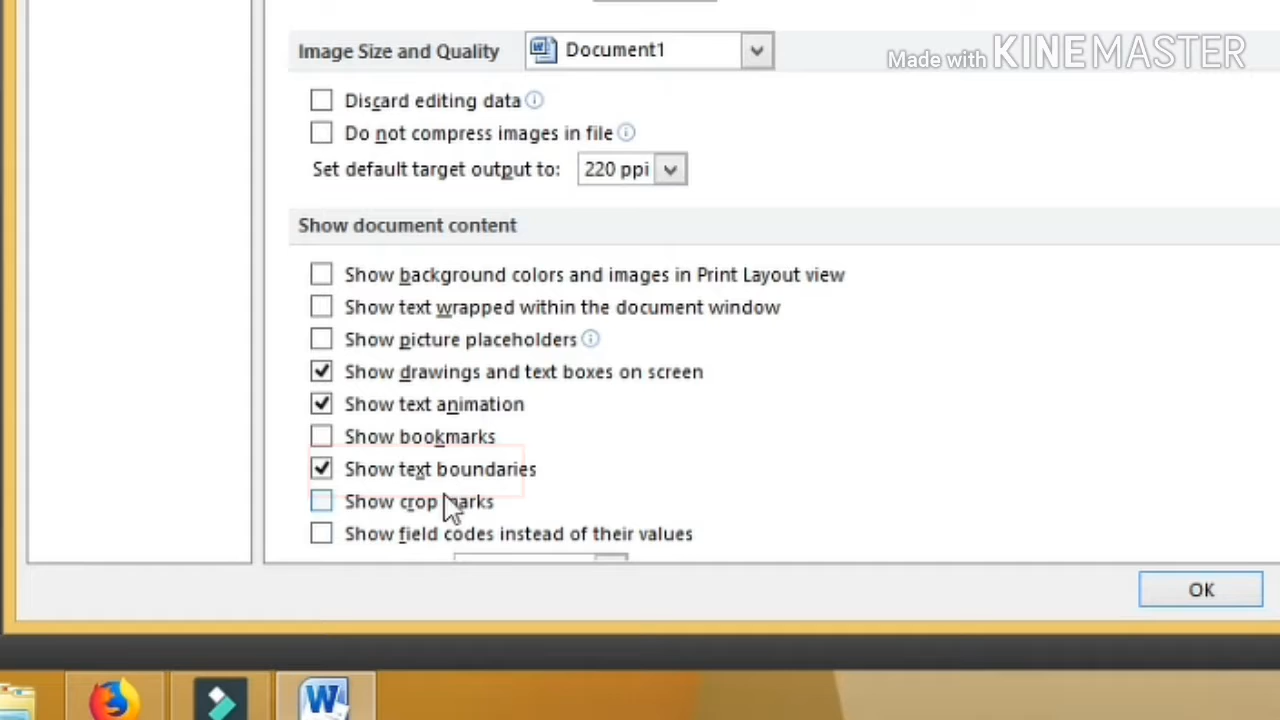 Image Size and Quality Document1
Made with KINEMASTER
Discard editing data
Do not compress images in file
Set default target output to: 220 ppi
Show document content
Show background colors and images in Print Layout view
Show text wrapped within the document window
Show picture placeholders
Show drawings and text boxes on screen
Show text animation
Show bookmarks
Show text boundaries
Show crop marks
Show field codes instead of their values
OK